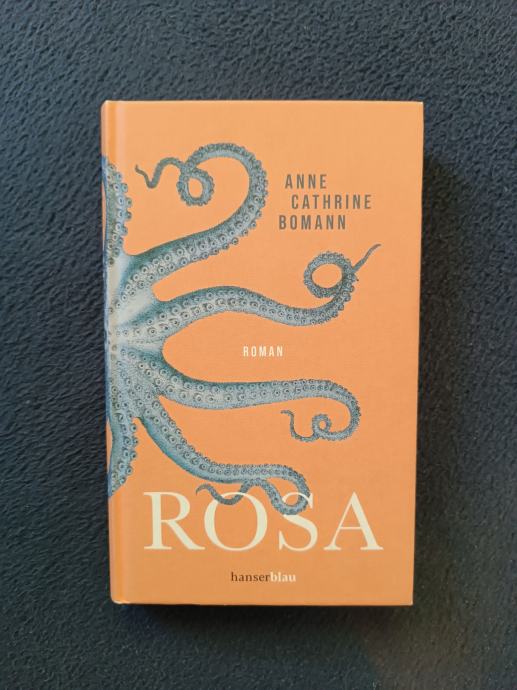 ANNE
CATHRINE
BOMANN
ROMAN
ROSA
hanserblau